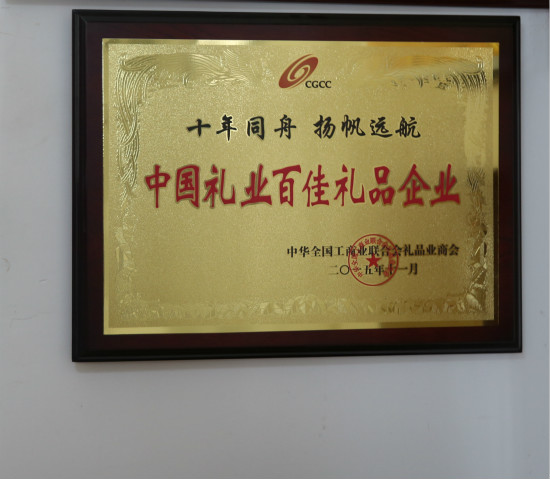 CGCC
十年同舟 扬帆远航
中国礼业百佳礼品企业
中华全国工商业联合会礼品业商会
二〇一五年十一月